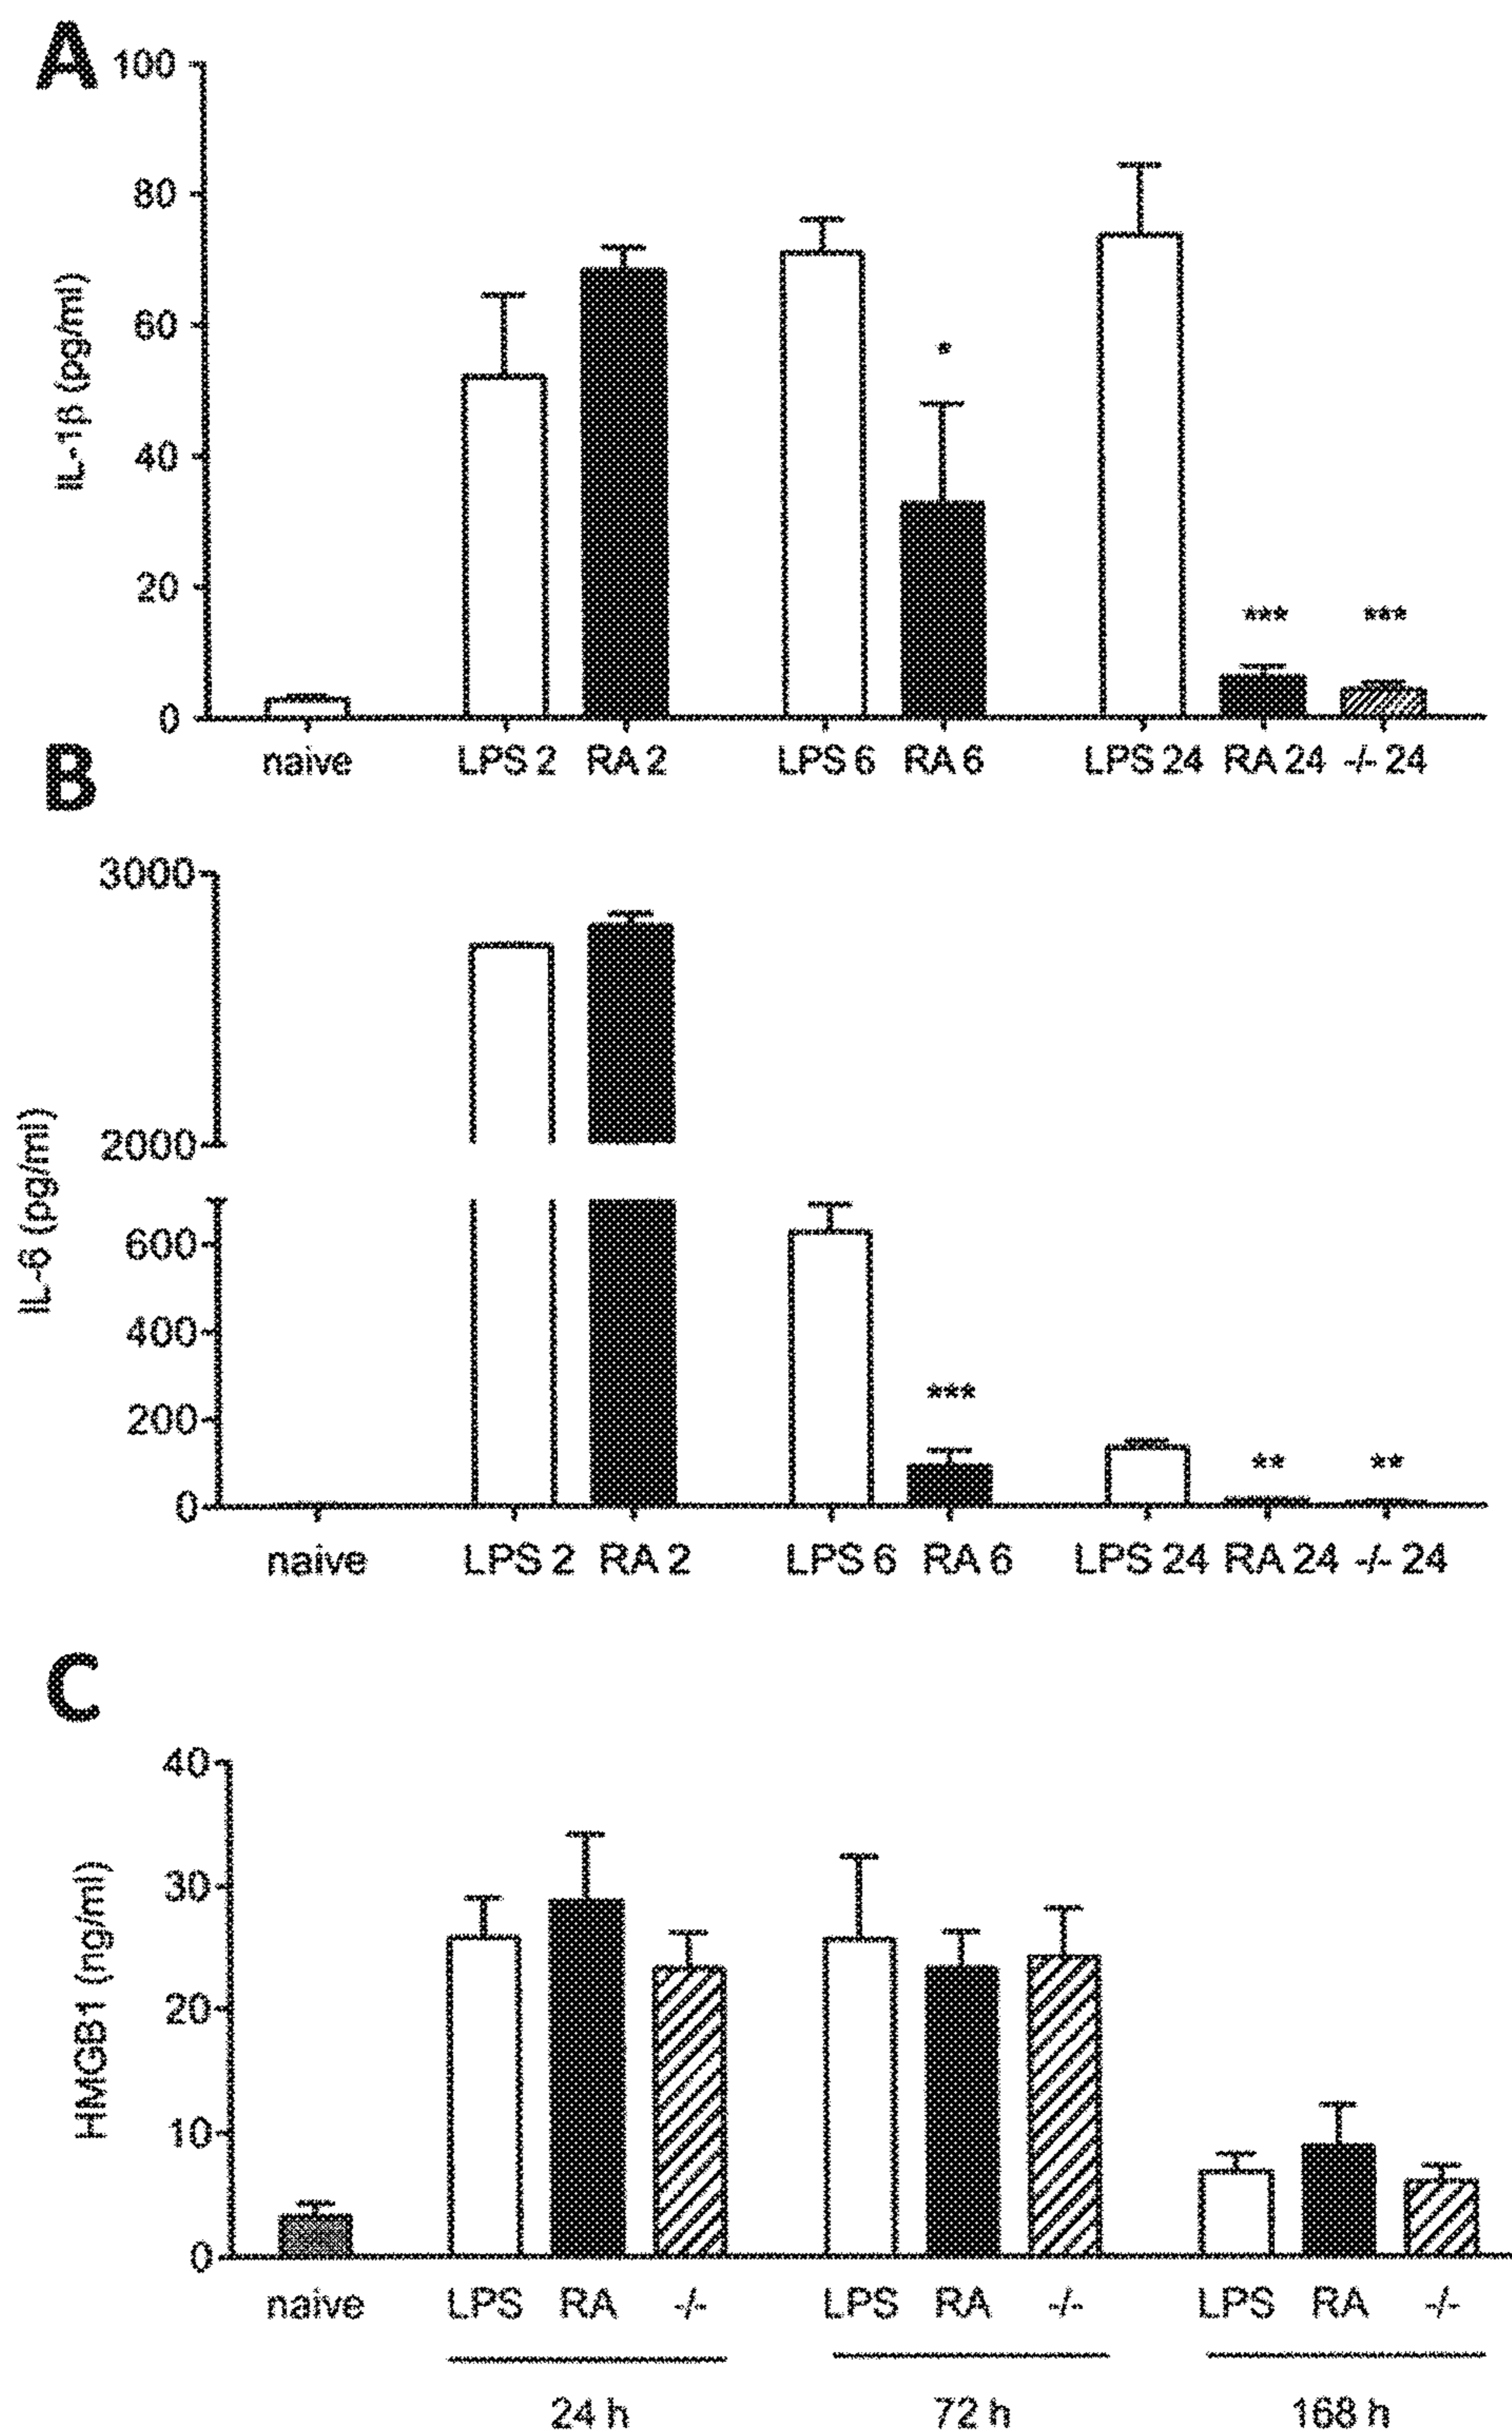 A
100
80
60
40
20
0
IL-1β (pg/ml)
*
*** ***
naive LPS 2 RA 2 LPS 6 RA 6 LPS 24 RA 24 -/- 24
B
3000
2000
600
400
200
0
IL-6 (pg/ml)
***
** **
naive LPS 2 RA 2 LPS 6 RA 6 LPS 24 RA 24 -/- 24
C
40
30
20
10
0
HMGB1 (ng/ml)
naive LPS RA -/- LPS RA -/- LPS RA -/-
24 h 72 h 168 h